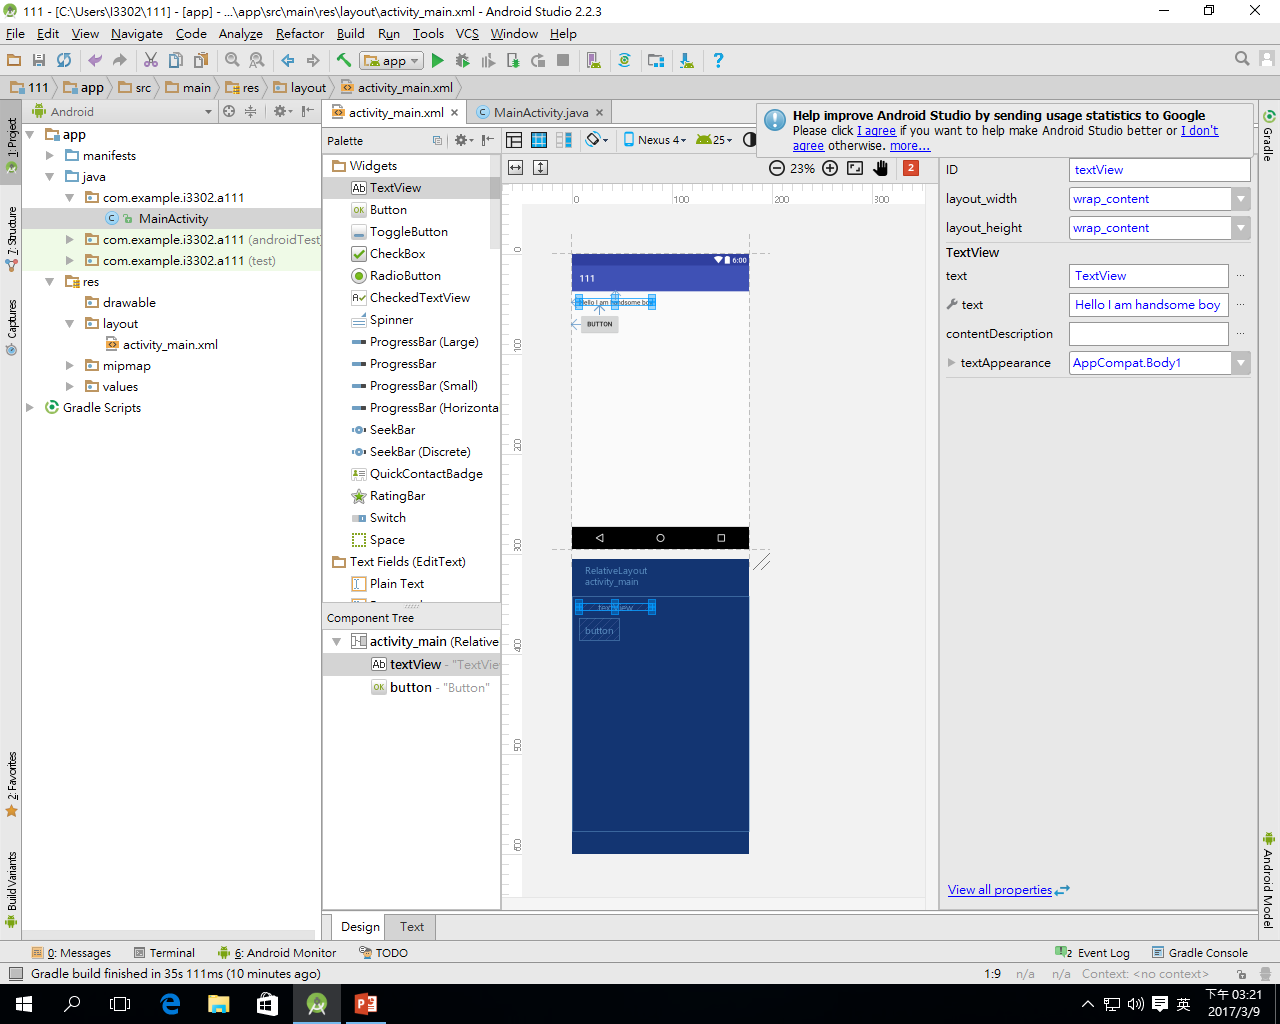 111 - [C:\Users\I3302\111] - [app] - ...\app\src\main\res\layout\activity_main.xml - Android Studio 2.2.3
File Edit View Navigate Code Analyze Refactor Build Run Tools VCS Window Help
app
111 app src main res layout activity_main.xml
1: Project
7: Structure
Captures
2: Favorites
Build Variants
Android
app
manifests
java
com.example.i3302.a111
MainActivity
com.example.i3302.a111 (androidTest
com.example.i3302.a111 (test)
res
drawable
layout
activity_main.xml
mipmap
values
Gradle Scripts
activity_main.xml
MainActivity.java
Palette
Widgets
TextView
Button
ToggleButton
CheckBox
RadioButton
CheckedTextView
Spinner
ProgressBar (Large)
ProgressBar
ProgressBar (Small)
ProgressBar (Horizonta
SeekBar
SeekBar (Discrete)
QuickContactBadge
RatingBar
Switch
Space
Text Fields (EditText)
Plain Text
Component Tree
activity_main (Relative
textView - "TextVie
button - "Button"
Nexus 4
25
23%
2
0 100 200 300
0
100
200
300
400
500
600
6:00
111
Hello I am handsome boy
BUTTON
RelativeLayout
activity_main
textView
button
Help improve Android Studio by sending usage statistics to Google
Please click I agree if you want to help make Android Studio better or I don't
agree otherwise. more...
ID textView
layout_width wrap_content
layout_height wrap_content
TextView
text TextView
text Hello I am handsome boy
contentDescription
textAppearance AppCompat.Body1
View all properties
Gradle
Android Model
Design Text
0: Messages Terminal 6: Android Monitor TODO
2 Event Log Gradle Console
Gradle build finished in 35s 111ms (10 minutes ago)
1:9 n/a n/a Context: <no context>
英
下午 03:21
2017/3/9